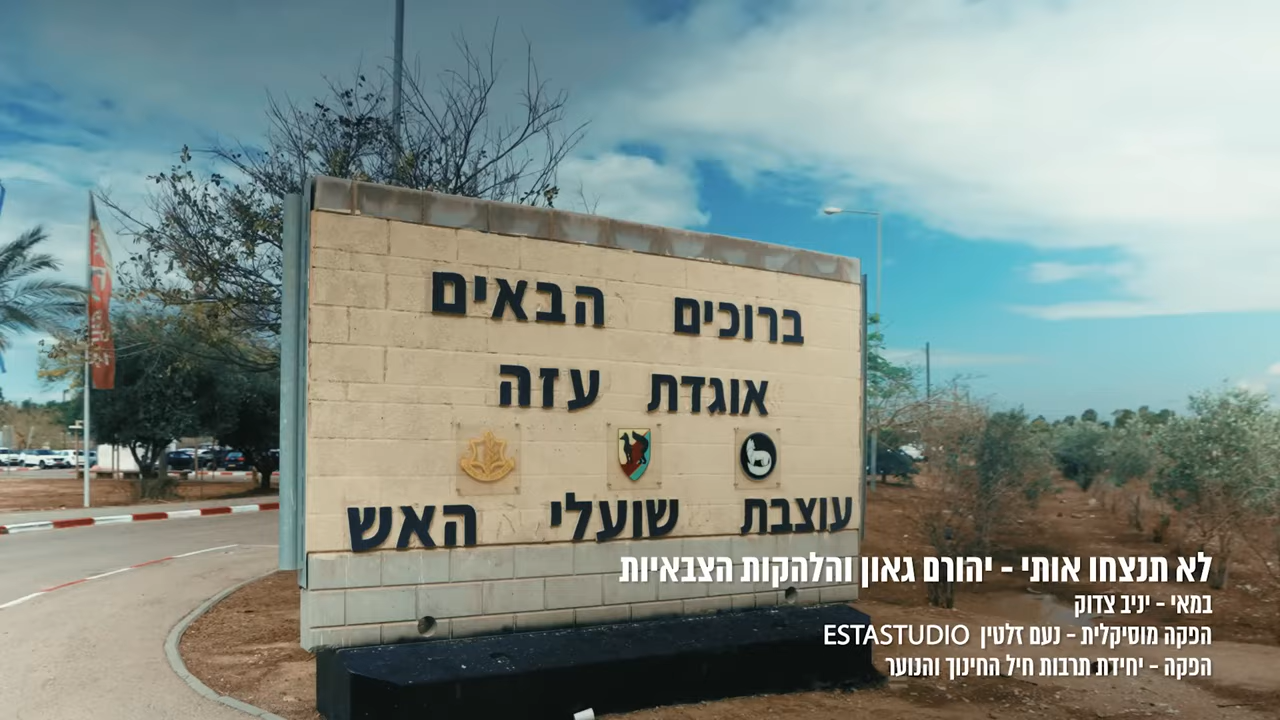 ברוכים הבאים
אוגדת עזה
עוצבת שועלי האש
לא תנצחו אותי - יהורם גאון והלהקות הצבאיות
במאי - יניב צדוק
הפקה מוסיקלית - נעם זלטין ESTASTUDIO
הפקה - יחידת תרבות חיל החינוך והנוער